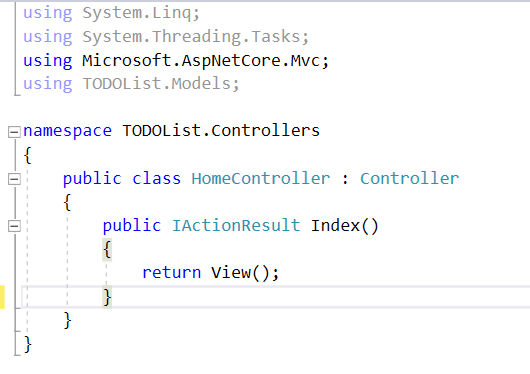 using System.Linq;
using System.Threading.Tasks;
using Microsoft.AspNetCore.Mvc;
using TODOList.Models;
namespace TODOList.Controllers
{
public class HomeController : Controller
{
public IActionResult Index()
{
return View();
}
}
}